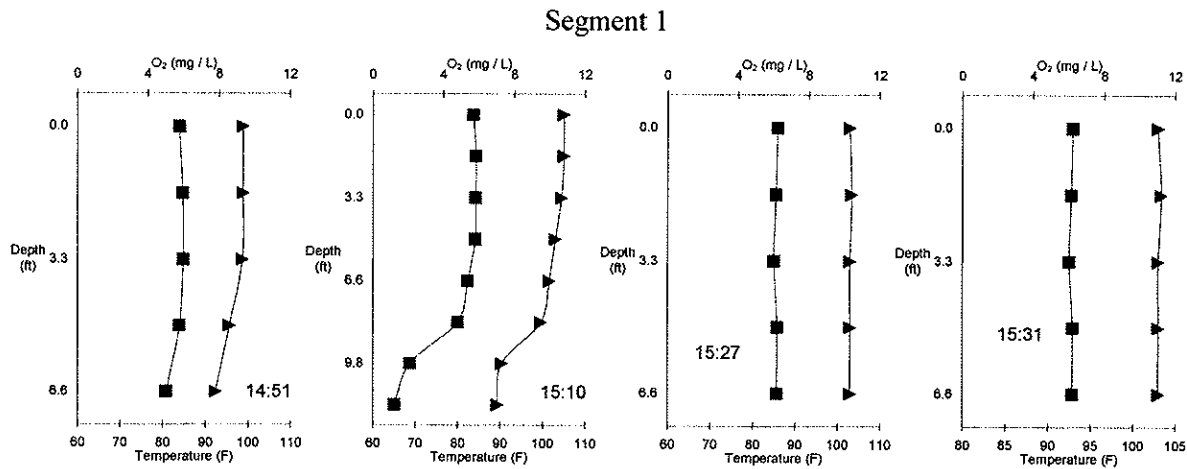 Segment 1
O₂ (mg / L)
0 4 8 12
0.0
Depth
(ft)
3.3
6.6
14:51
60 70 80 90 100 110
Temperature (F)
O₂ (mg / L)
0 4 8 12
0.0
3.3
Depth
(ft)
6.6
9.8
15:10
60 70 80 90 100 110
Temperature (F)
O₂ (mg / L)
0 4 8 12
0.0
Depth
(ft)
3.3
15:27
6.6
60 70 80 90 100 110
Temperature (F)
O₂ (mg / L)
0 4 8 12
0.0
Depth
(ft)
3.3
15:31
6.8
80 85 90 95 100 105
Temperature (F)